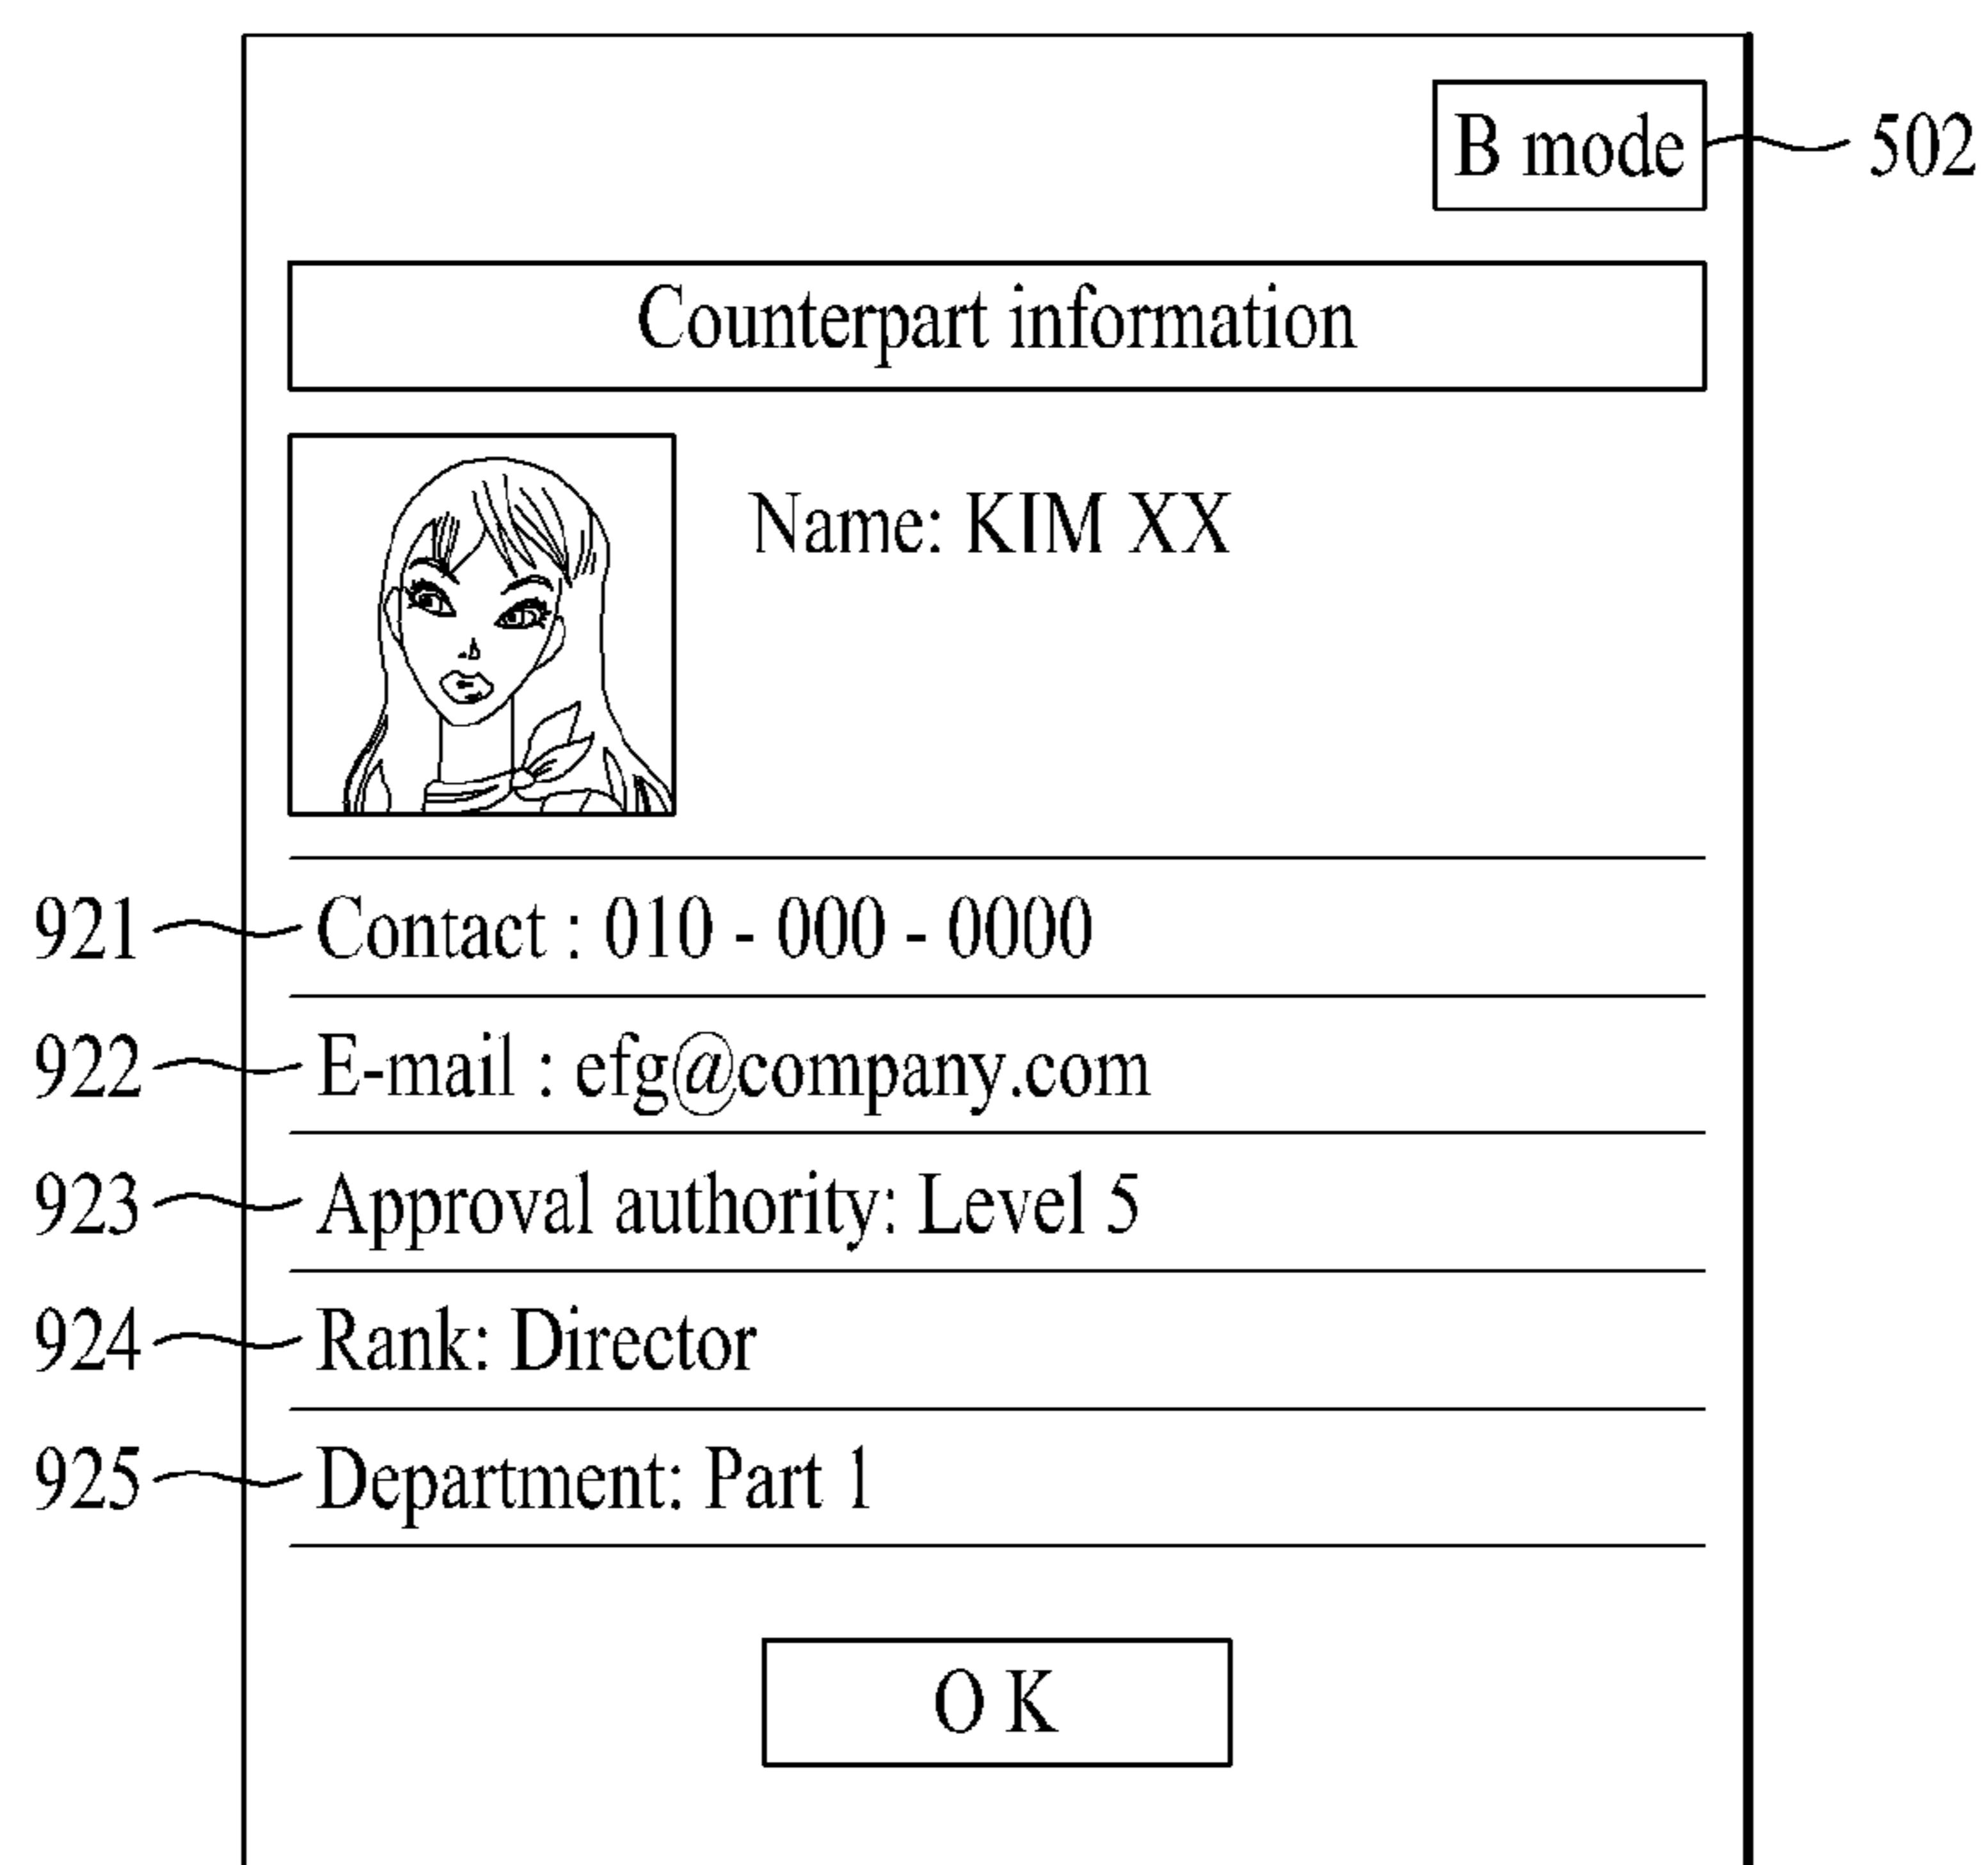 B mode 502
Counterpart information
Name: KIM XX
921 Contact : 010 - 000 - 0000
922 E-mail : efg@company.com
923 Approval authority: Level 5
924 Rank: Director
925 Department: Part 1
O K